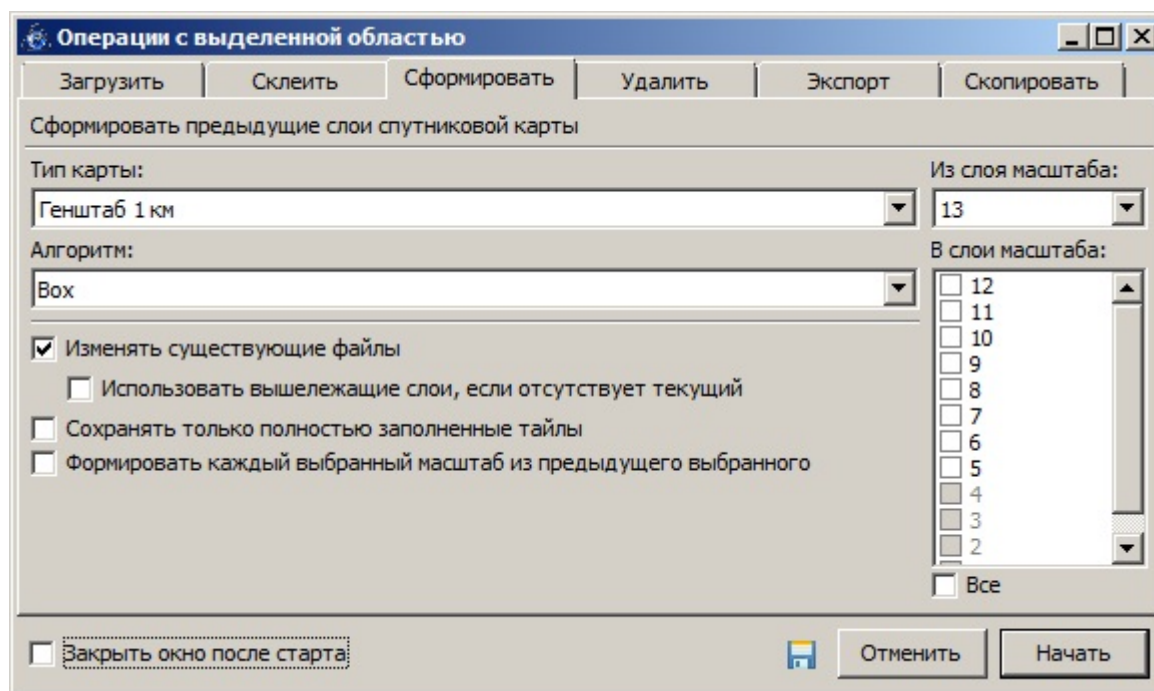 Операции с выделенной областью
Загрузить Склеить Сформировать Удалить Экспорт Скопировать
Сформировать предыдущие слои спутниковой карты
Тип карты:
Генштаб 1 км
Из слоя масштаба:
13
Алгоритм:
Box
В слои масштаба:
12
11
10
9
8
7
6
5
4
3
2
Все
Изменять существующие файлы
Использовать вышележащие слои, если отсутствует текущий
Сохранять только полностью заполненные тайлы
Формировать каждый выбранный масштаб из предыдущего выбранного
Закрыть окно после старта
Отменить Начать